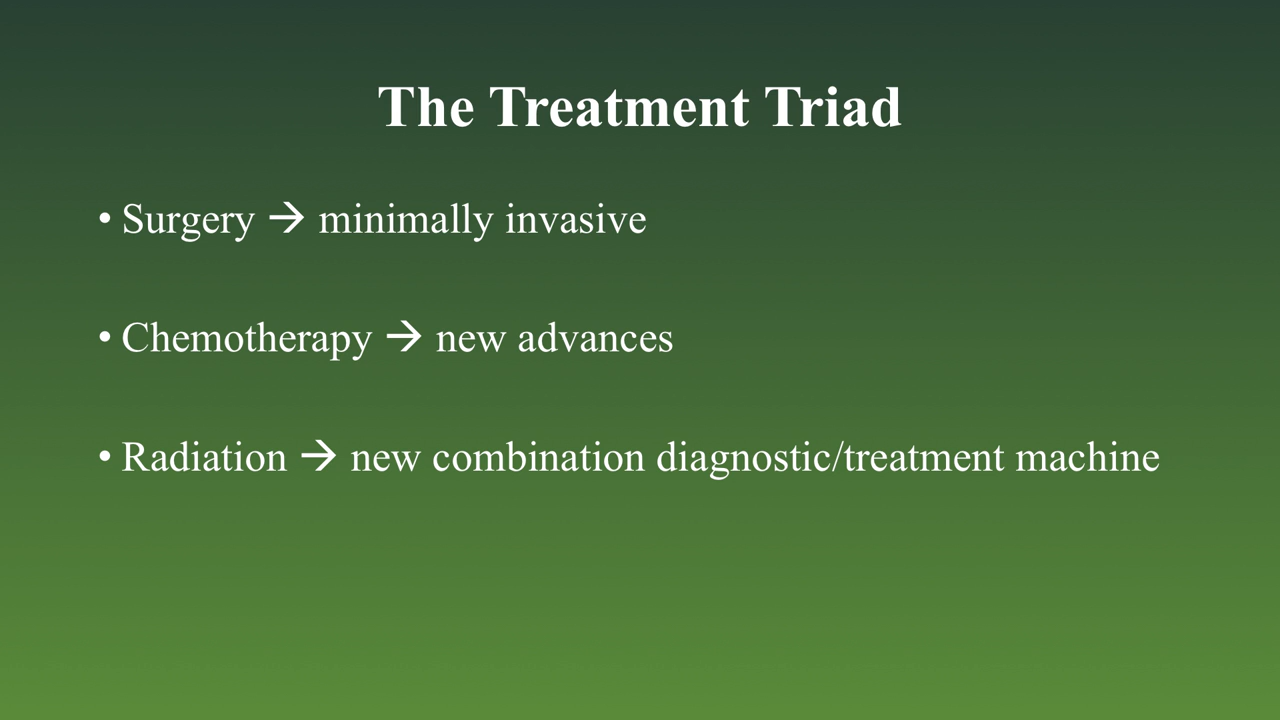 The Treatment Triad
• Surgery → minimally invasive
• Chemotherapy → new advances
• Radiation → new combination diagnostic/treatment machine